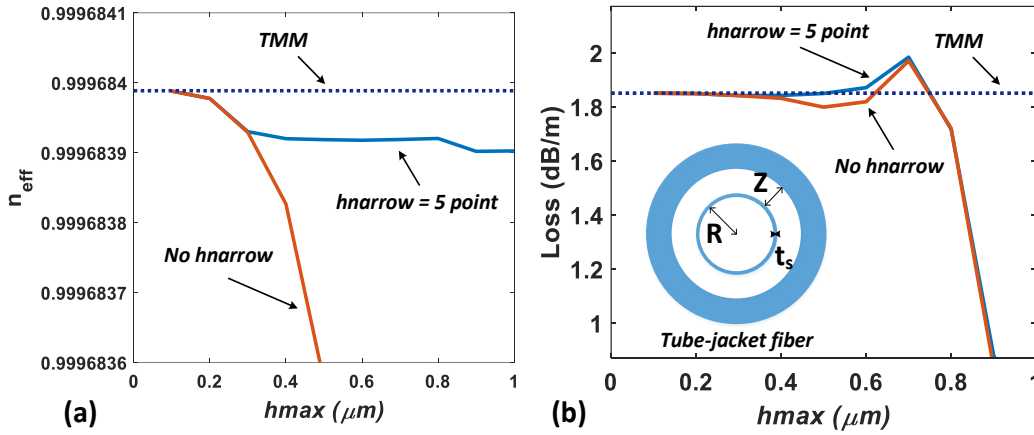 0.9996841
0.999684
0.9996839
0.9996838
0.9996837
0.9996836
n_eff
TMM
hnarrow = 5 point
No hnarrow
0 0.2 0.4 0.6 0.8 1
hmax (μm)
(a)
2
1.8
1.6
1.4
1.2
1
Loss (dB/m)
hnarrow = 5 point
TMM
No hnarrow
Z
R
t_s
Tube-jacket fiber
0 0.2 0.4 0.6 0.8 1
hmax (μm)
(b)